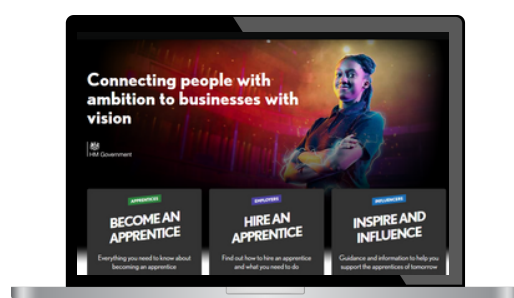 Connecting people with
ambition to businesses with
vision
HM Government
APPRENTICES
BECOME AN
APPRENTICE
Everything you need to know about
becoming an apprentice
EMPLOYERS
HIRE AN
APPRENTICE
Find out how to hire an apprentice
and what you need to do
INFLUENCERS
INSPIRE AND
INFLUENCE
Guidance and information to help you
support the apprentices of tomorrow